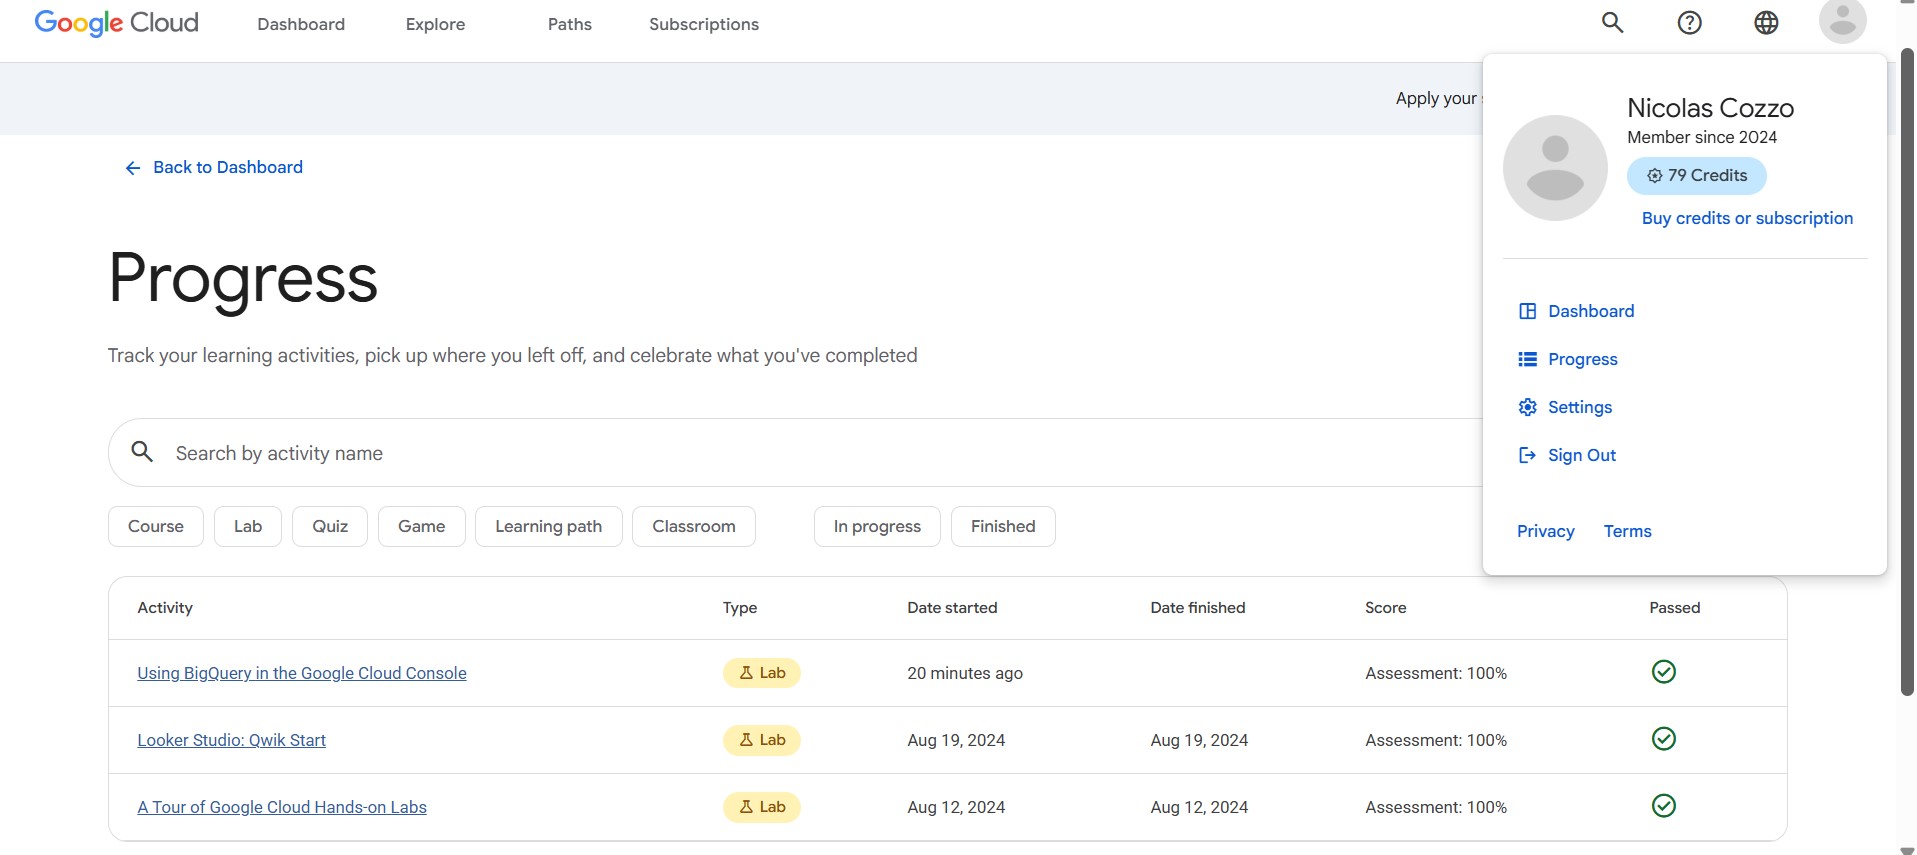 Google Cloud Dashboard Explore Paths Subscriptions
Apply your
Nicolas Cozzo
Member since 2024
79 Credits
Buy credits or subscription
Dashboard
Progress
Settings
Sign Out
Privacy Terms
Back to Dashboard
Progress
Track your learning activities, pick up where you left off, and celebrate what you've completed
Search by activity name
Course Lab Quiz Game Learning path Classroom In progress Finished
Activity Type Date started Date finished Score Passed
Using BigQuery in the Google Cloud Console Lab 20 minutes ago Assessment: 100%
Looker Studio: Qwik Start Lab Aug 19, 2024 Aug 19, 2024 Assessment: 100%
A Tour of Google Cloud Hands-on Labs Lab Aug 12, 2024 Aug 12, 2024 Assessment: 100%